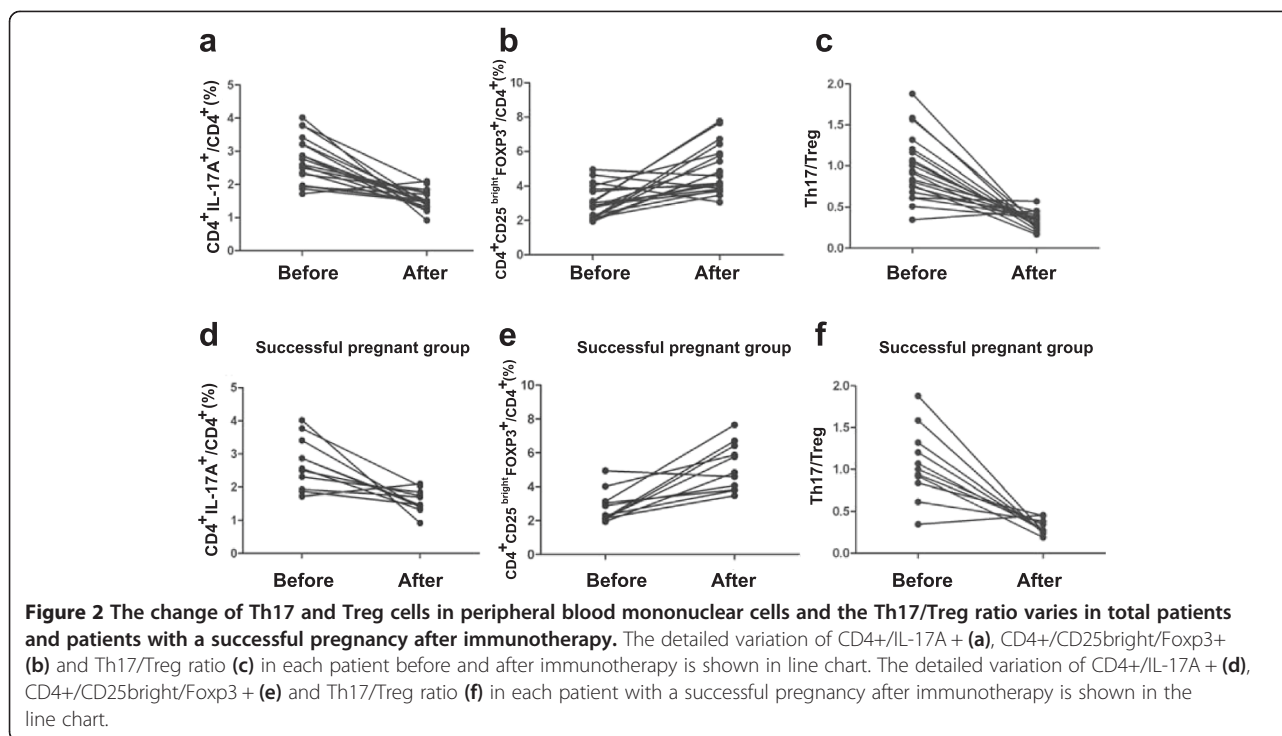 a
b
c
CD4+IL-17A+/CD4+(%)
5
4
3
2
1
0
Before After
CD4+CD25 bright FOXP3+/CD4+(%)
10
8
6
4
2
0
Before After
Th17/Treg
2.0
1.5
1.0
0.5
0.0
Before After
d
Successful pregnant group
e
Successful pregnant group
f
Successful pregnant group
CD4+IL-17A+/CD4+(%)
5
4
3
2
1
0
Before After
CD4+CD25 bright FOXP3+/CD4+(%)
10
8
6
4
2
0
Before After
Th17/Treg
2.0
1.5
1.0
0.5
0.0
Before After
Figure 2 The change of Th17 and Treg cells in peripheral blood mononuclear cells and the Th17/Treg ratio varies in total patients
and patients with a successful pregnancy after immunotherapy. The detailed variation of CD4+/IL-17A + (a), CD4+/CD25bright/Foxp3+
(b) and Th17/Treg ratio (c) in each patient before and after immunotherapy is shown in line chart. The detailed variation of CD4+/IL-17A + (d),
CD4+/CD25bright/Foxp3 + (e) and Th17/Treg ratio (f) in each patient with a successful pregnancy after immunotherapy is shown in the
line chart.